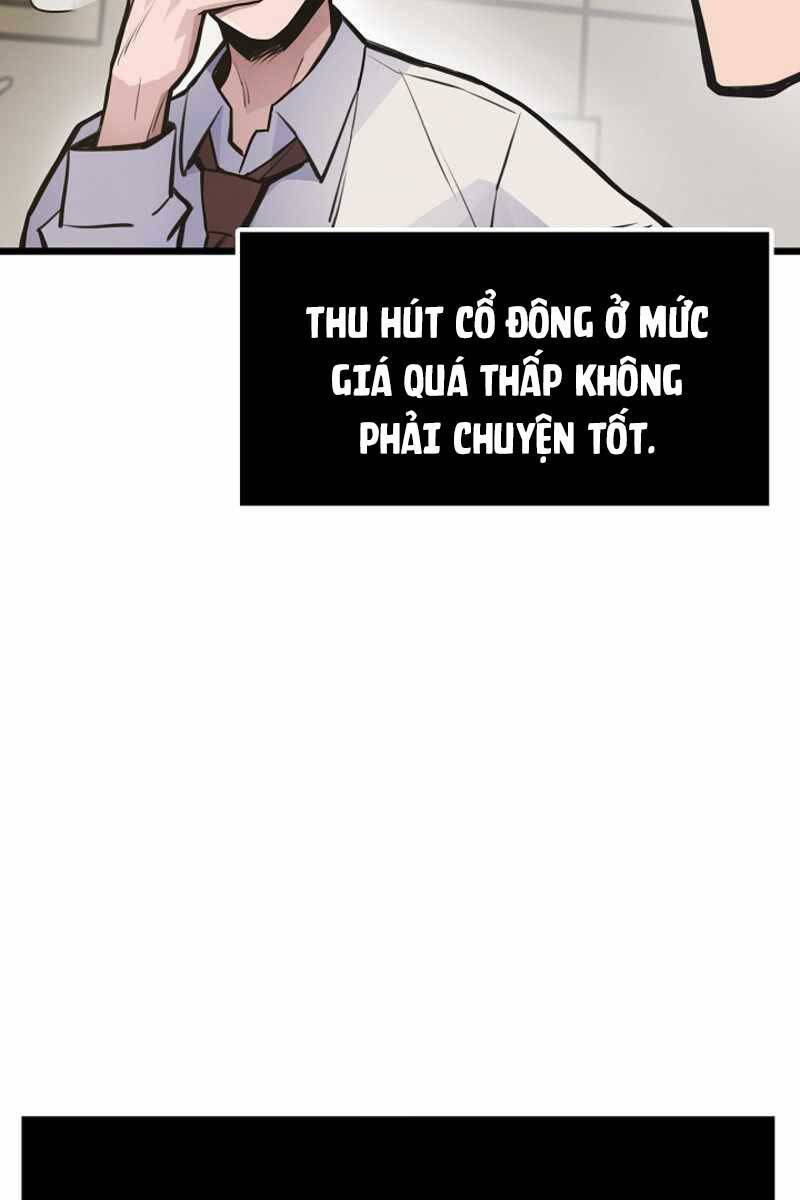 THU HÚT CỔ ĐÔNG Ở MỨC
GIÁ QUÁ THẤP KHÔNG
PHẢI CHUYỆN TỐT.